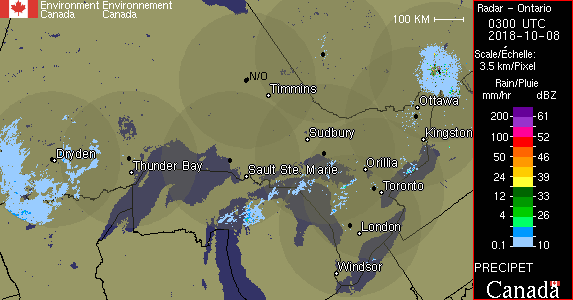 Environment Environnement
Canada Canada
100 KM
N/O
Timmins
Ottawa
Sudbury
Kingston
Dryden
Thunder Bay
Sault Ste. Marie
Orillia
Toronto
London
Windsor
Radar - Ontario
0300 UTC
2018-10-08
Scale/Échelle:
3.5 km/Pixel
Rain/Pluie
mm/hr dBZ
200 61
100 52
50 46
24 39
12 33
4 26
2 18
0.1 10
PRECIPET
Canada